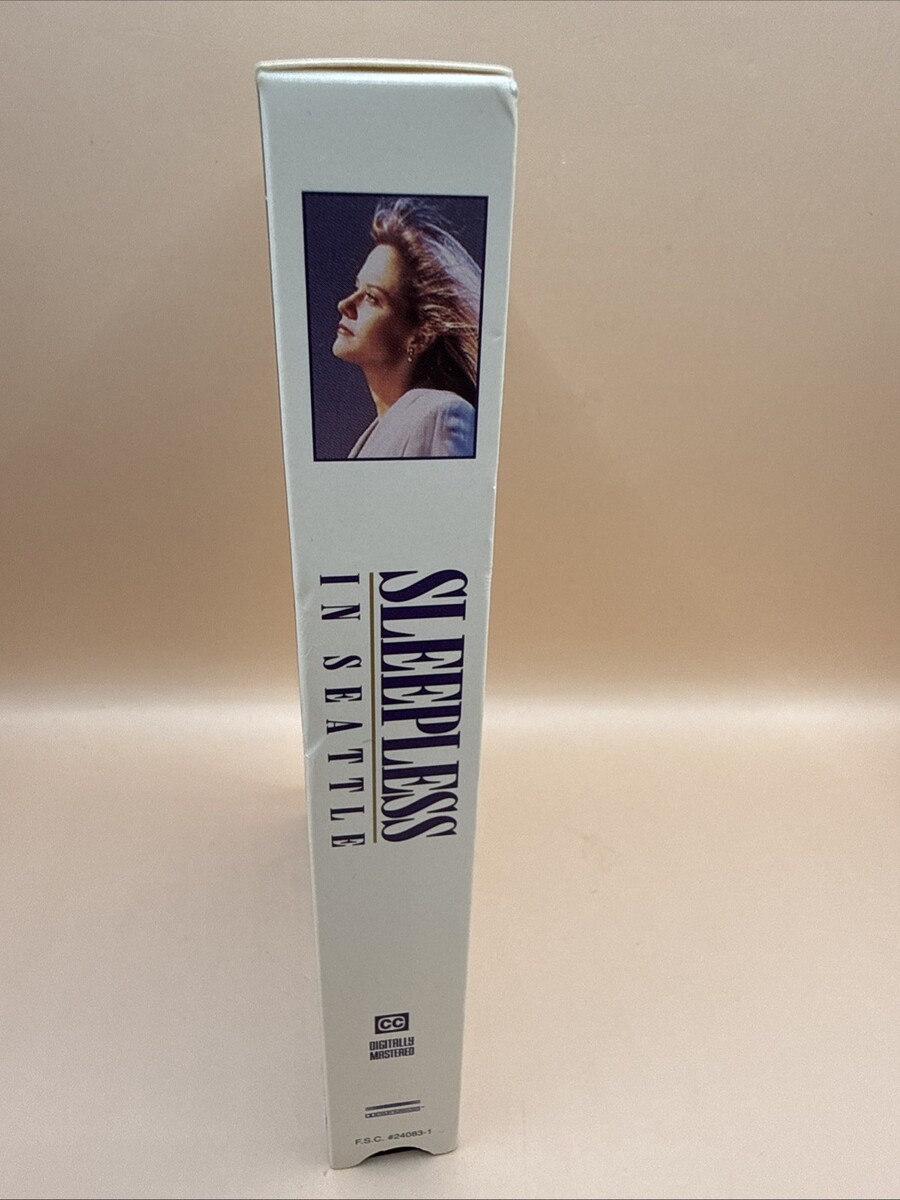 SLEEPLESS
IN SEATTLE
CC
DIGITALLY
MASTERED
F.S.C. #24083-1